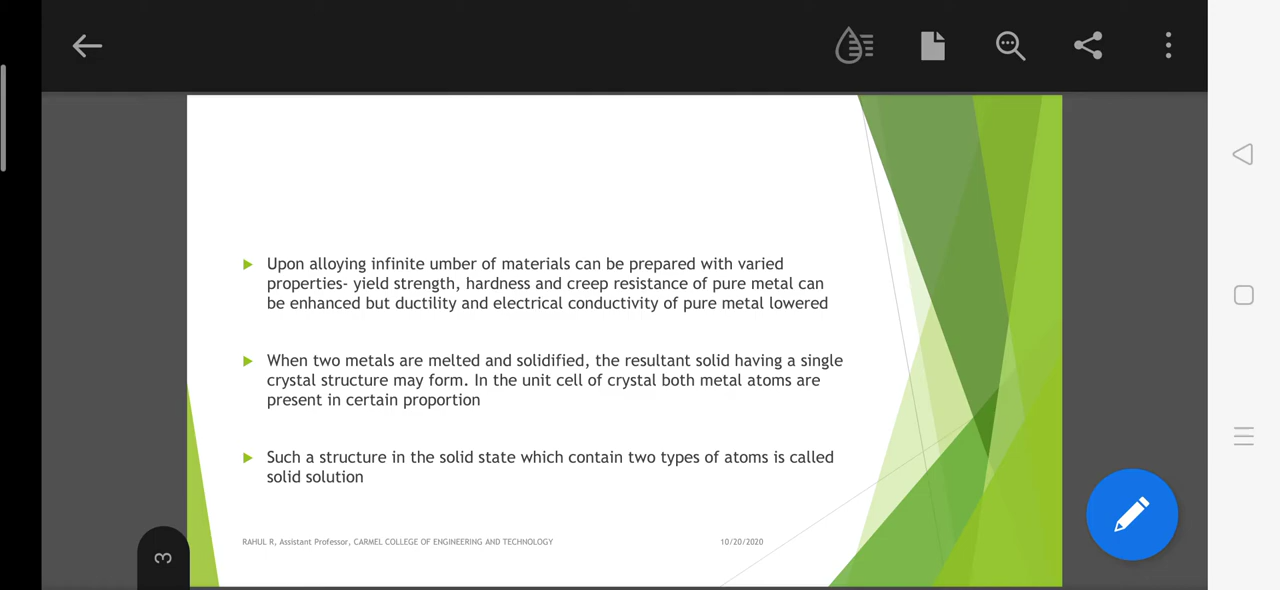 Upon alloying infinite umber of materials can be prepared with varied
properties- yield strength, hardness and creep resistance of pure metal can
be enhanced but ductility and electrical conductivity of pure metal lowered
When two metals are melted and solidified, the resultant solid having a single
crystal structure may form. In the unit cell of crystal both metal atoms are
present in certain proportion
Such a structure in the solid state which contain two types of atoms is called
solid solution
RAHUL R, Assistant Professor, CARMEL COLLEGE OF ENGINEERING AND TECHNOLOGY
10/20/2020
3